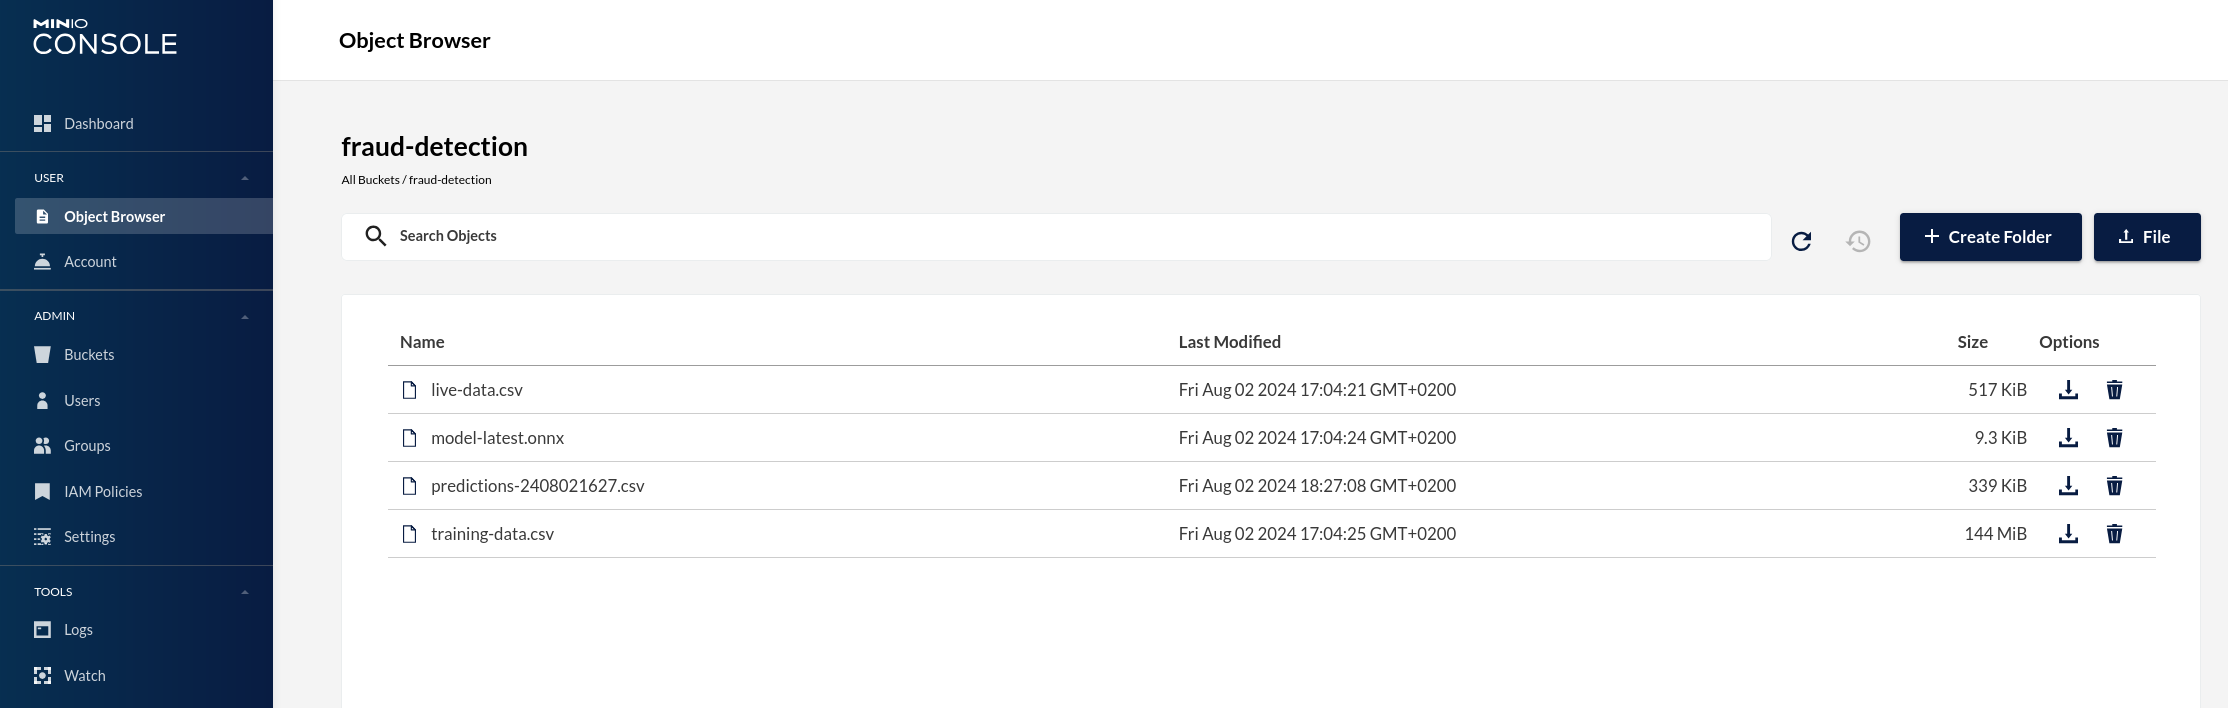 MINIO
CONSOLE
Dashboard
USER
Object Browser
Account
ADMIN
Buckets
Users
Groups
IAM Policies
Settings
TOOLS
Logs
Watch
Object Browser
fraud-detection
All Buckets / fraud-detection
Search Objects
Create Folder
File
Name Last Modified Size Options
live-data.csv Fri Aug 02 2024 17:04:21 GMT+0200 517 KiB
model-latest.onnx Fri Aug 02 2024 17:04:24 GMT+0200 9.3 KiB
predictions-2408021627.csv Fri Aug 02 2024 18:27:08 GMT+0200 339 KiB
training-data.csv Fri Aug 02 2024 17:04:25 GMT+0200 144 MiB